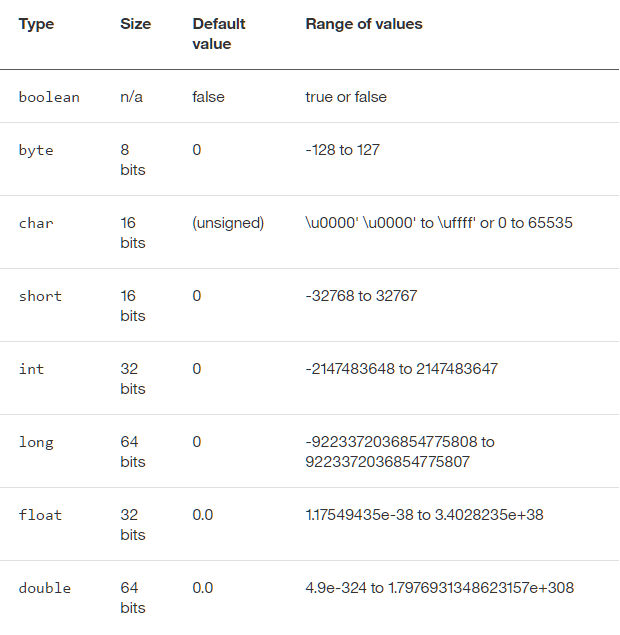 Type Size Default Range of values
value
boolean n/a false true or false
byte 8 0 -128 to 127
bits
char 16 (unsigned) \u0000' \u0000' to \uffff' or 0 to 65535
bits
short 16 0 -32768 to 32767
bits
int 32 0 -2147483648 to 2147483647
bits
long 64 0 -9223372036854775808 to
bits 9223372036854775807
float 32 0.0 1.17549435e-38 to 3.4028235e+38
bits
double 64 0.0 4.9e-324 to 1.7976931348623157e+308
bits